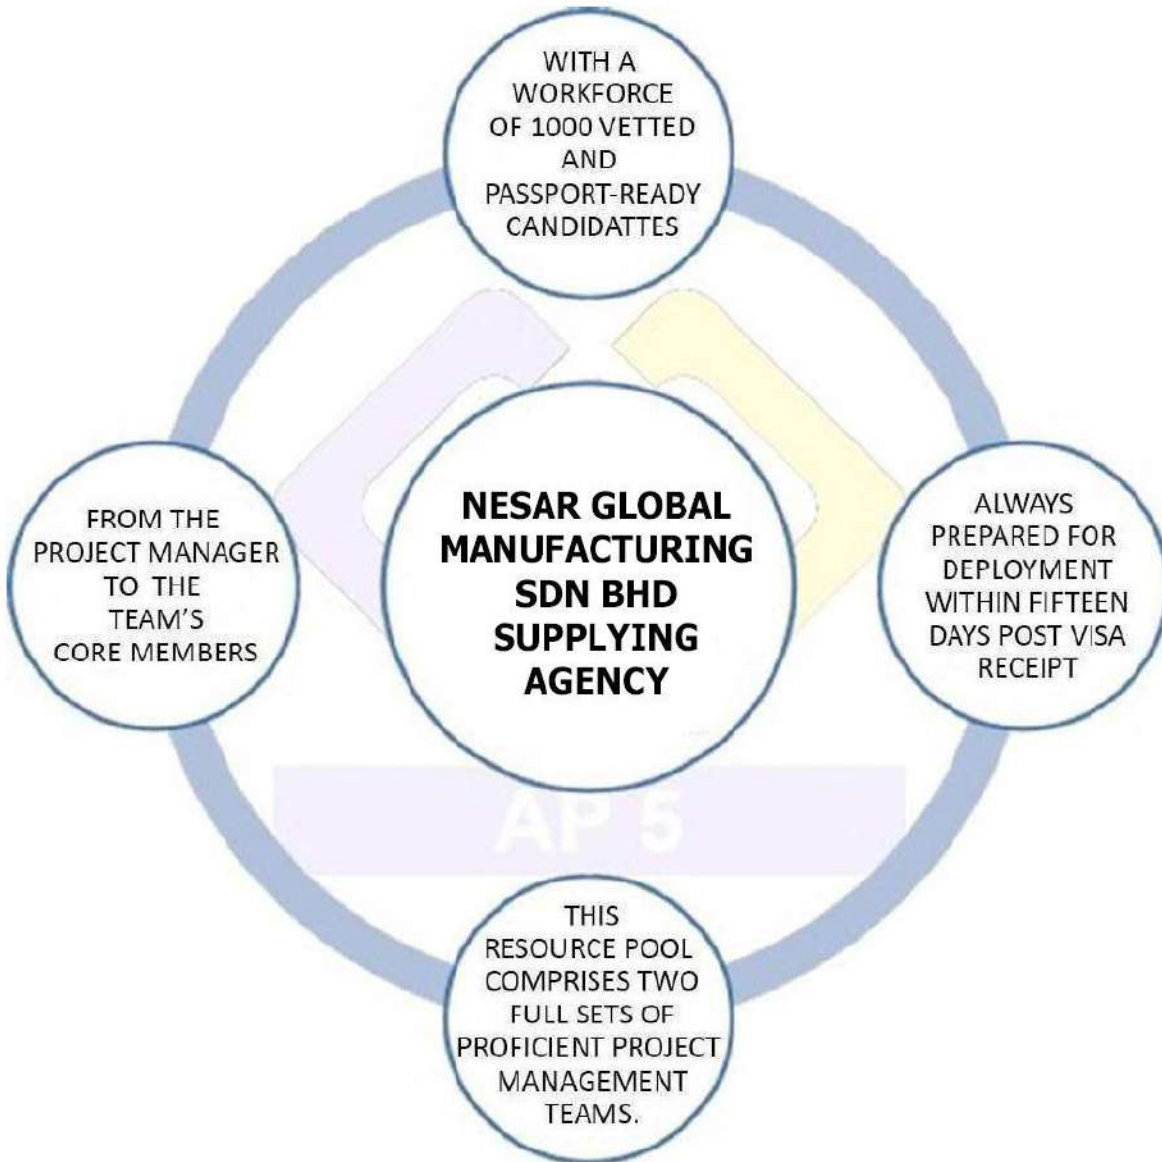 WITH A
WORKFORCE
OF 1000 VETTED
AND
PASSPORT-READY
CANDIDATTES
FROM THE
PROJECT MANAGER
TO THE
TEAM'S
CORE MEMBERS
NESAR GLOBAL
MANUFACTURING
SDN BHD
SUPPLYING
AGENCY
ALWAYS
PREPARED FOR
DEPLOYMENT
WITHIN FIFTEEN
DAYS POST VISA
RECEIPT
AP 5
THIS
RESOURCE POOL
COMPRISES TWO
FULL SETS OF
PROFICIENT PROJECT
MANAGEMENT
TEAMS.